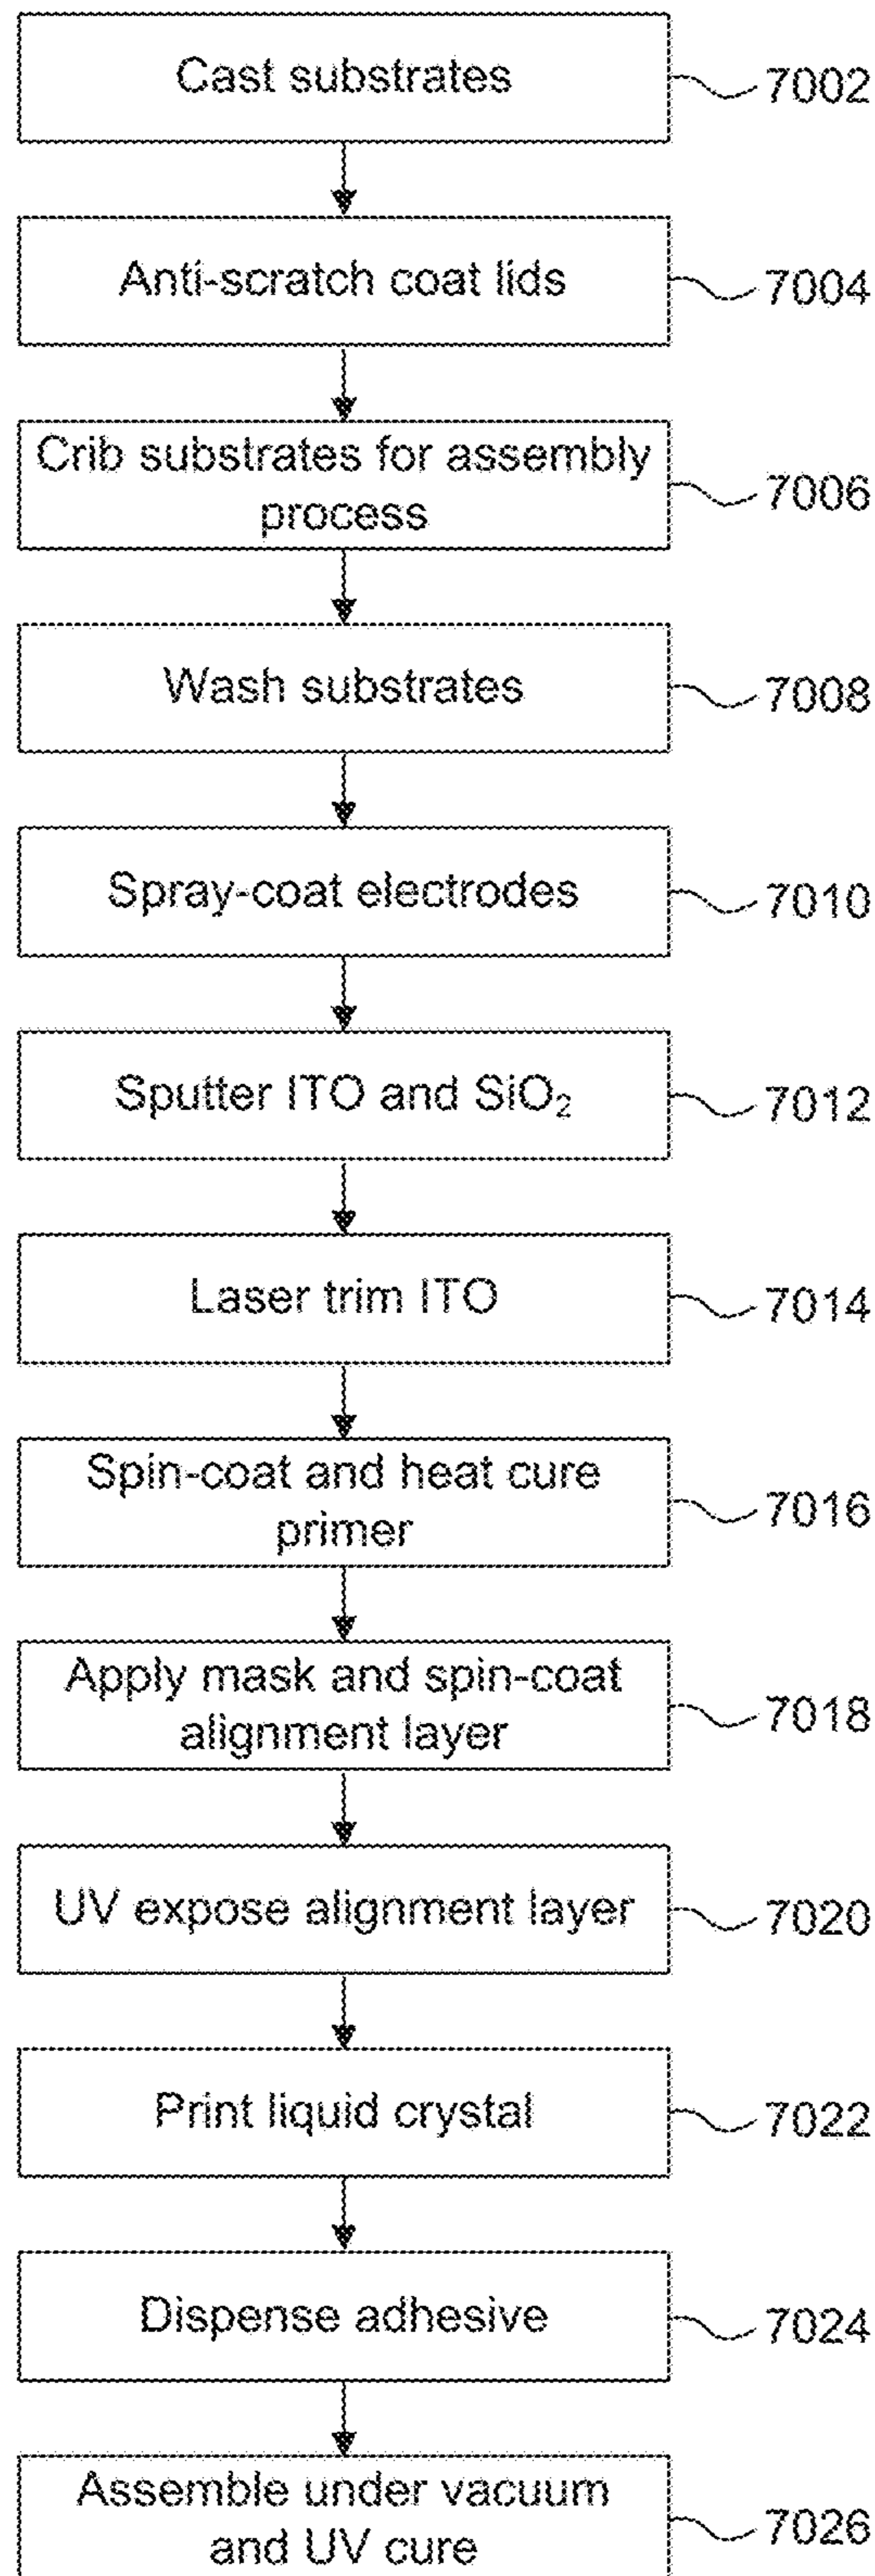 Cast substrates
7002
Anti-scratch coat lids
7004
Crib substrates for assembly
process
7006
Wash substrates
7008
Spray-coat electrodes
7010
Sputter ITO and SiO₂
7012
Laser trim ITO
7014
Spin-coat and heat cure
primer
7016
Apply mask and spin-coat
alignment layer
7018
UV expose alignment layer
7020
Print liquid crystal
7022
Dispense adhesive
7024
Assemble under vacuum
and UV cure
7026